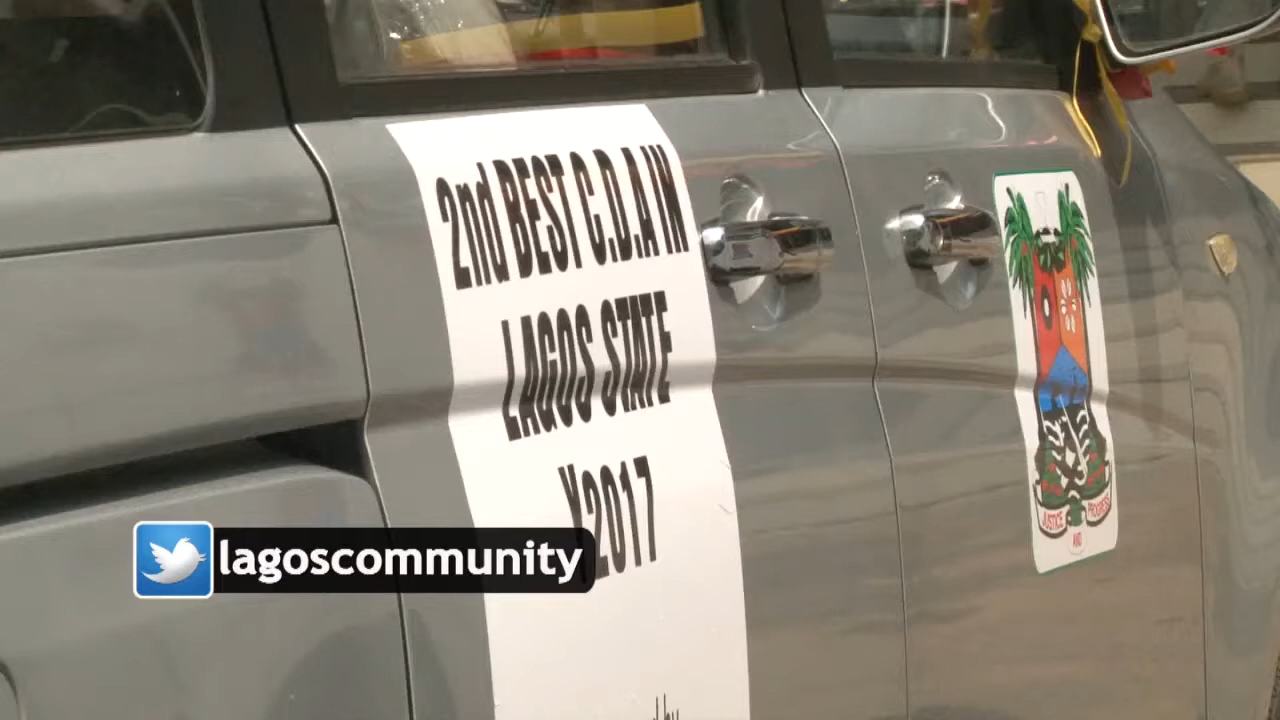 2nd BEST C.D.A IN
LAGOS STATE
Y2017
lagoscommunity
JUSTICE
AND
PROGRESS